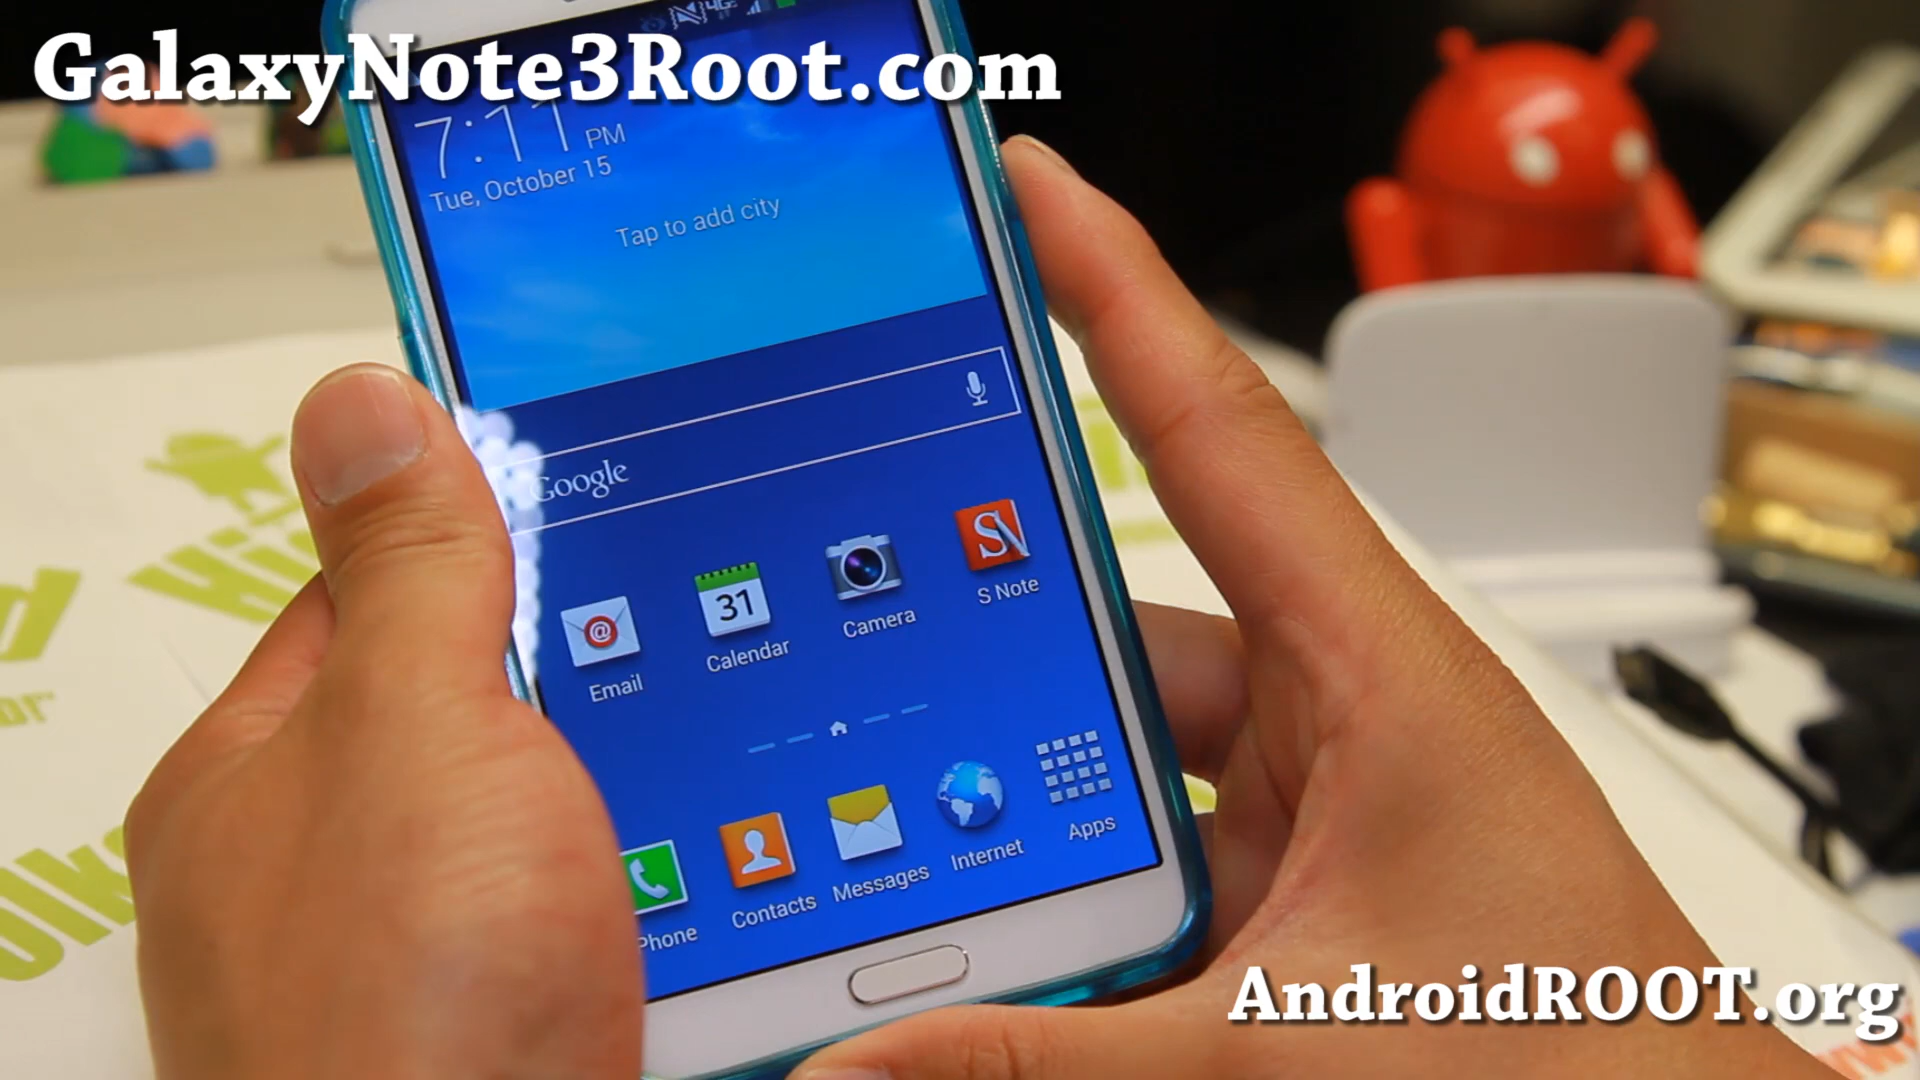 GalaxyNote3Root.com
4G
7:11 PM
Tue, October 15
Tap to add city
Google
Email
31
Calendar
Camera
S Note
Phone
Contacts
Messages
Internet
Apps
AndroidROOT.org